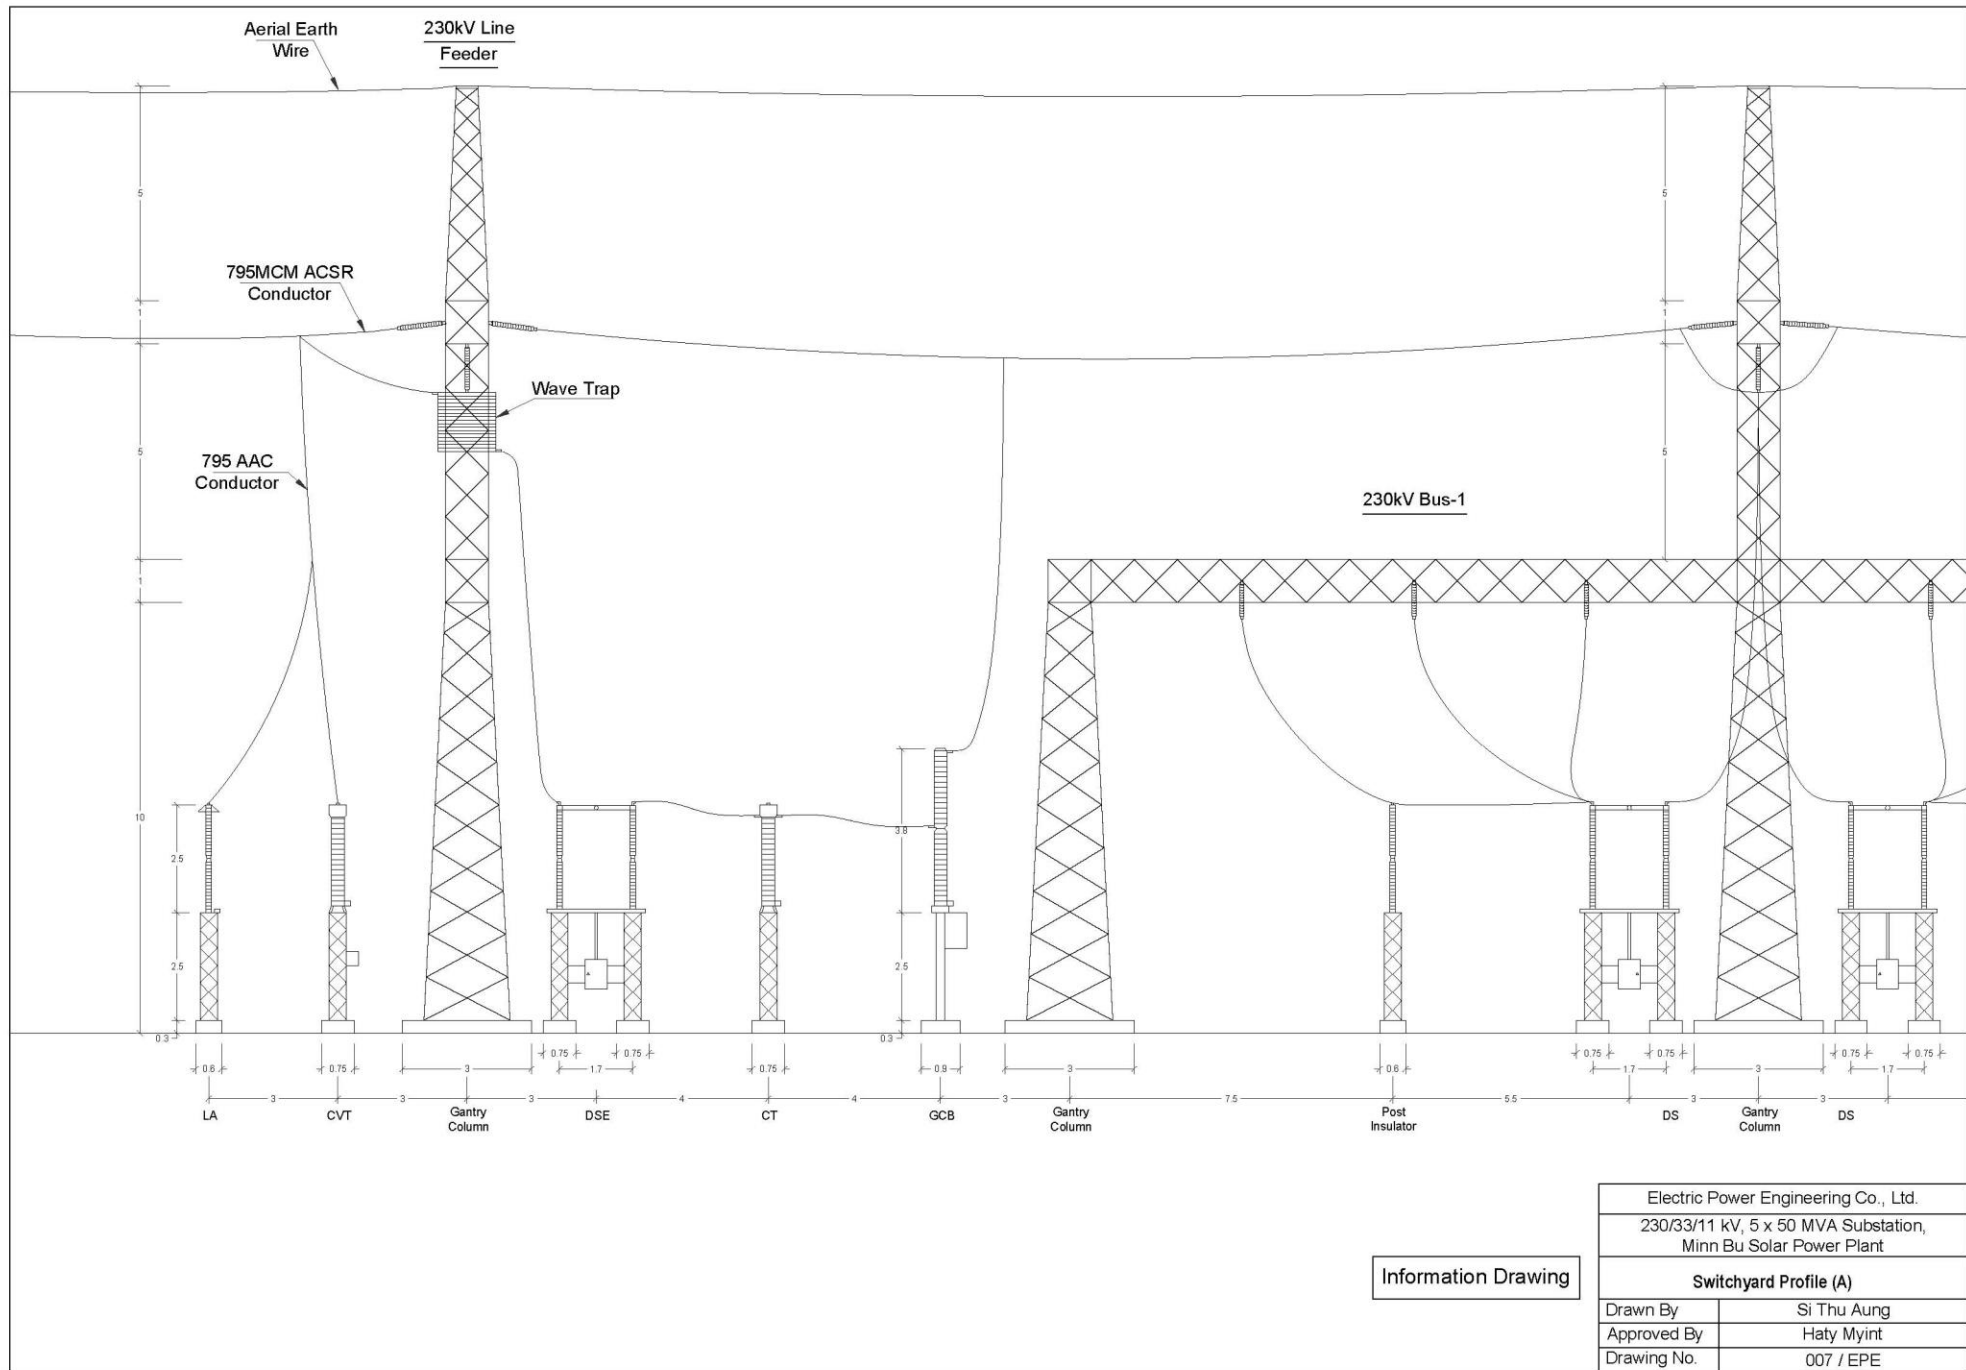 Aerial Earth
Wire
230kV Line
Feeder
5
5
795MCM ACSR
Conductor
1
1
Wave Trap
5
5
795 AAC
Conductor
230kV Bus-1
1
10
2.5
3.8
2.5
2.5
0.3
0.3
0.6
0.75
3
0.75
0.75
1.7
0.75
0.9
3
0.6
0.75
0.75
1.7
3
0.75
0.75
1.7
3
3
3
4
4
3
7.5
5.5
3
3
LA
CVT
Gantry
Column
DSE
CT
GCB
Gantry
Column
Post
Insulator
DS
Gantry
Column
DS
Electric Power Engineering Co., Ltd.
230/33/11 kV, 5 x 50 MVA Substation,
Minn Bu Solar Power Plant
Information Drawing
Switchyard Profile (A)
Drawn By Si Thu Aung
Approved By Haty Myint
Drawing No. 007 / EPE